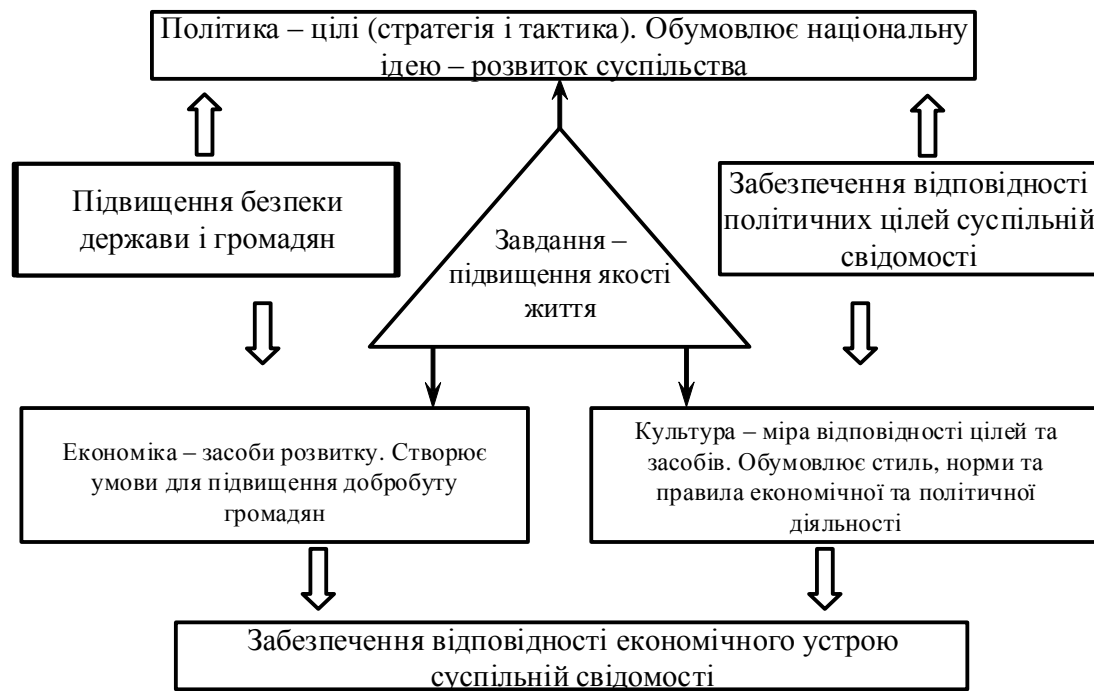 Політика – цілі (стратегія і тактика). Обумовлює національну
ідею – розвиток суспільства
Підвищення безпеки
держави і громадян
Завдання –
підвищення якості
життя
Забезпечення відповідності
політичних цілей суспільній
свідомості
Економіка – засоби розвитку. Створює
умови для підвищення добробуту
громадян
Культура – міра відповідності цілей та
засобів. Обумовлює стиль, норми та
правила економічної та політичної
діяльності
Забезпечення відповідності економічного устрою
суспільній свідомості